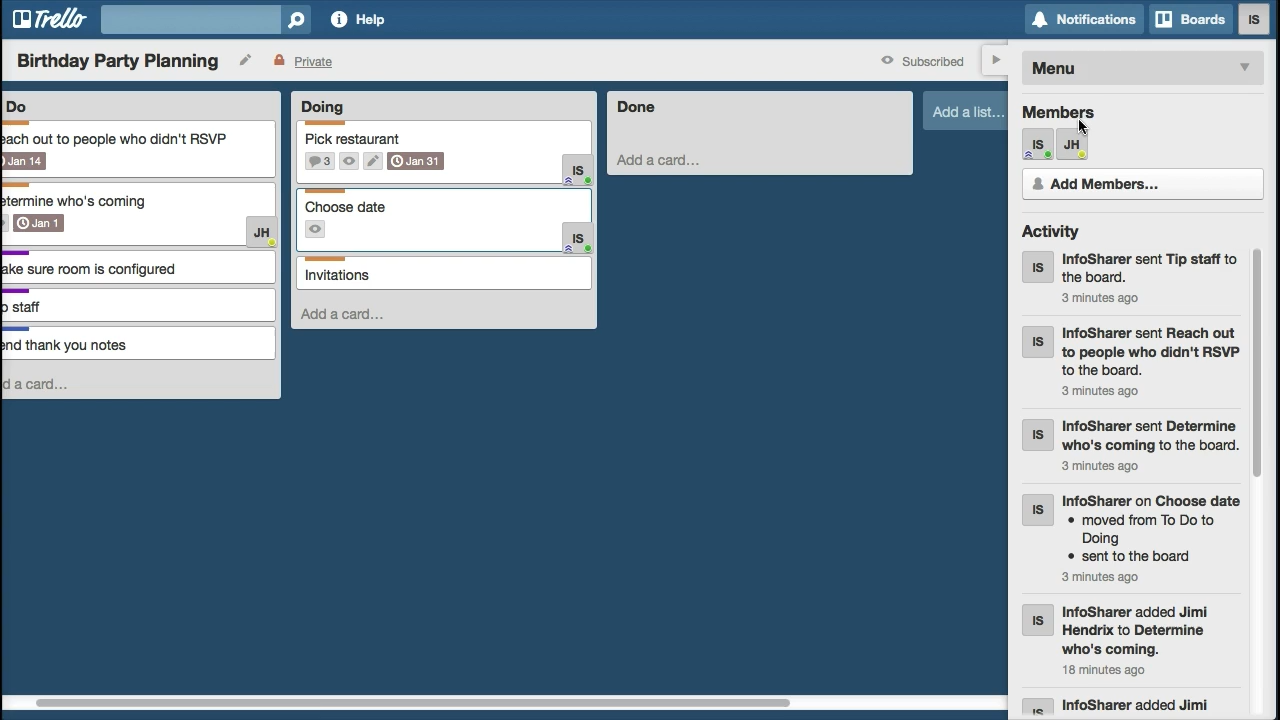 Trello
Help
Notifications
Boards
IS
Birthday Party Planning
Private
Subscribed
Do
each out to people who didn't RSVP
Jan 14
etermine who's coming
Jan 1
JH
ake sure room is configured
p staff
end thank you notes
d a card...
Doing
Pick restaurant
3
Jan 31
IS
Choose date
IS
Invitations
Add a card...
Done
Add a card...
Add a list...
Menu
Members
IS
JH
Add Members...
Activity
IS
InfoSharer sent Tip staff to
the board.
3 minutes ago
IS
InfoSharer sent Reach out
to people who didn't RSVP
to the board.
3 minutes ago
IS
InfoSharer sent Determine
who's coming to the board.
3 minutes ago
IS
InfoSharer on Choose date
• moved from To Do to
Doing
• sent to the board
3 minutes ago
IS
InfoSharer added Jimi
Hendrix to Determine
who's coming.
18 minutes ago
IS
InfoSharer added Jimi